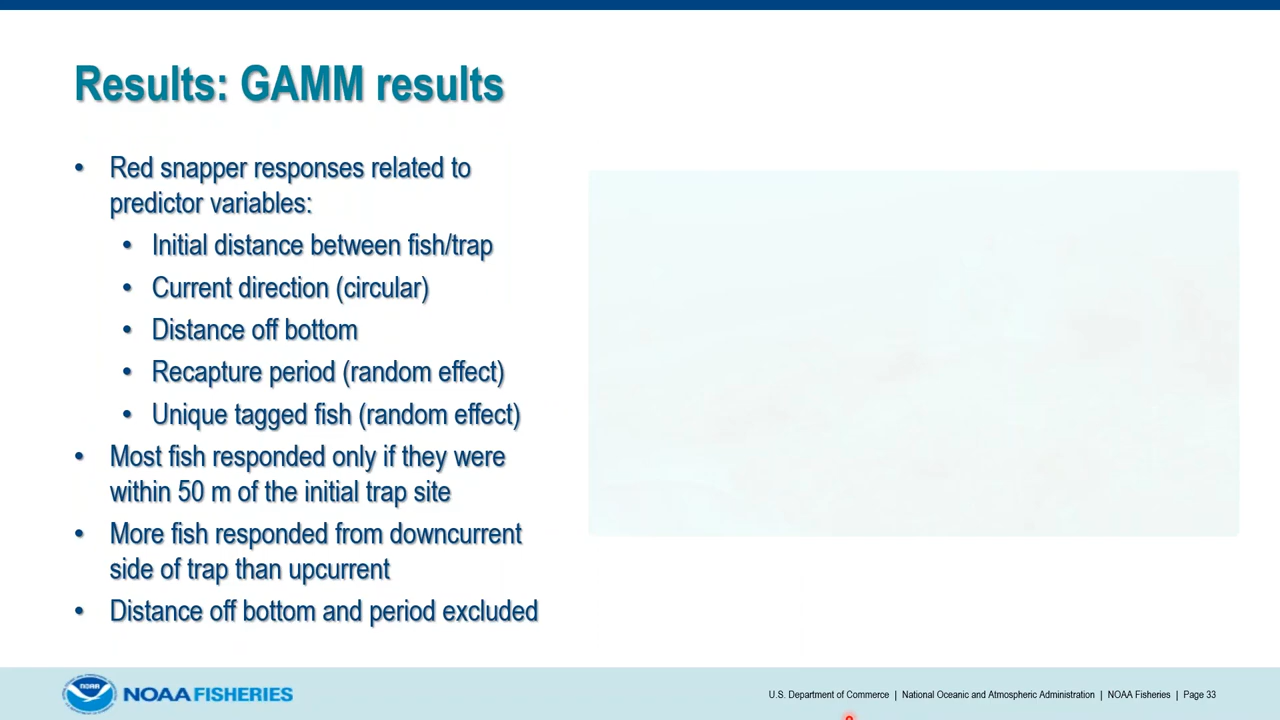 Results: GAMM results
• Red snapper responses related to
predictor variables:
• Initial distance between fish/trap
• Current direction (circular)
• Distance off bottom
• Recapture period (random effect)
• Unique tagged fish (random effect)
• Most fish responded only if they were
within 50 m of the initial trap site
• More fish responded from downcurrent
side of trap than upcurrent
• Distance off bottom and period excluded
NOAA
NOAA FISHERIES
U.S. Department of Commerce | National Oceanic and Atmospheric Administration | NOAA Fisheries | Page 33